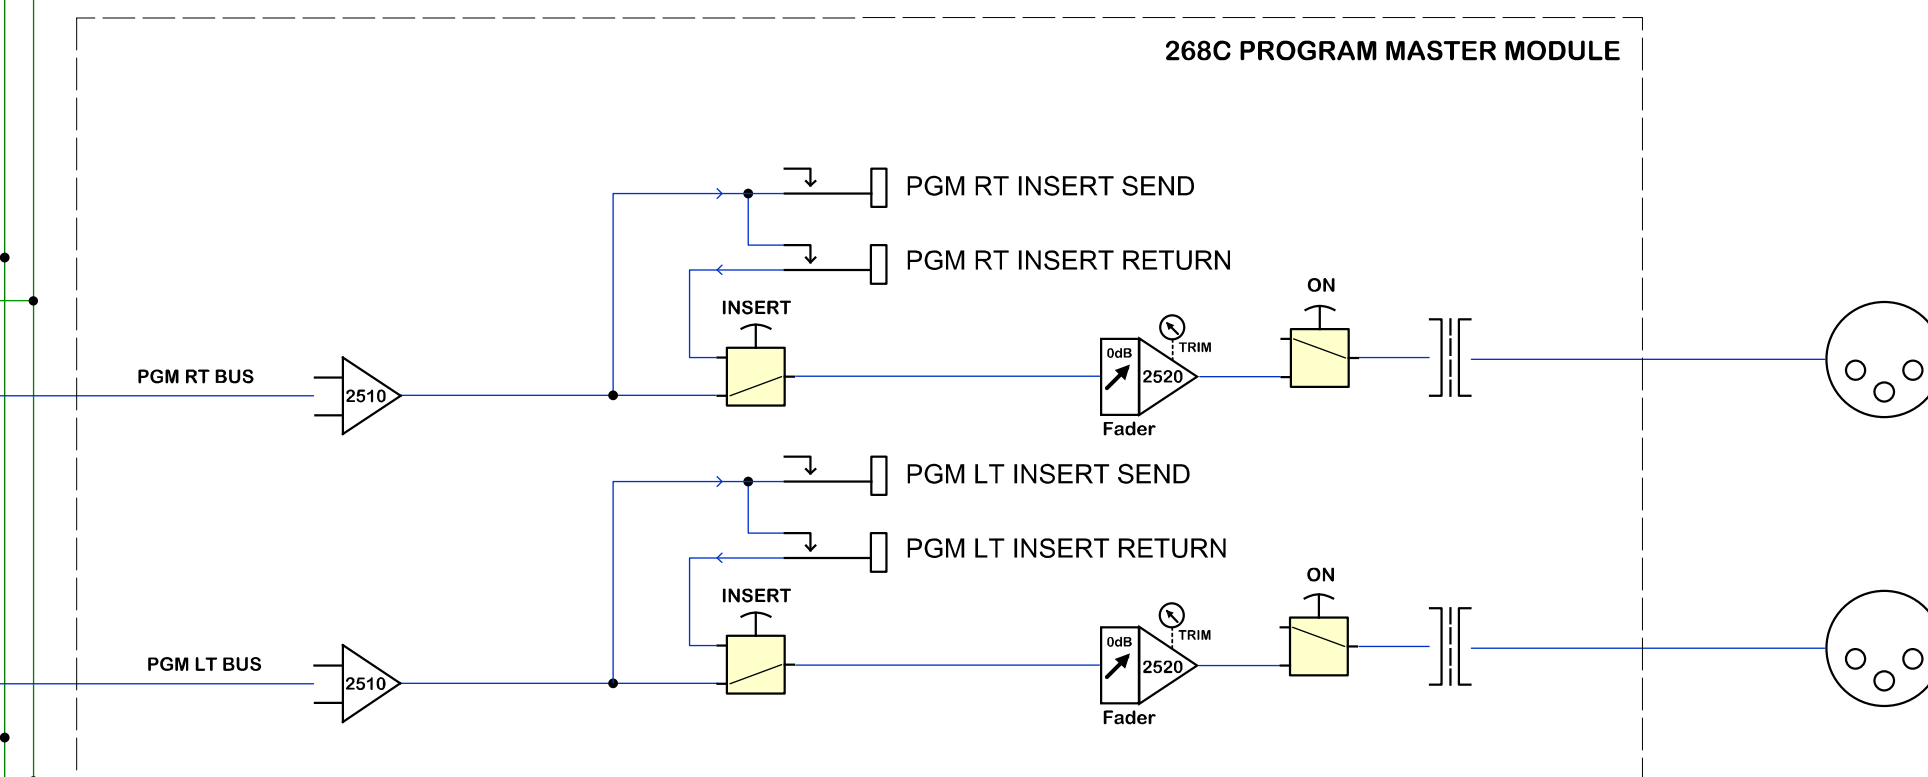 268C PROGRAM MASTER MODULE
PGM RT INSERT SEND
PGM RT INSERT RETURN
ON
INSERT
TRIM
0dB
PGM RT BUS
2510
2520
Fader
PGM LT INSERT SEND
PGM LT INSERT RETURN
ON
INSERT
TRIM
0dB
PGM LT BUS
2510
2520
Fader